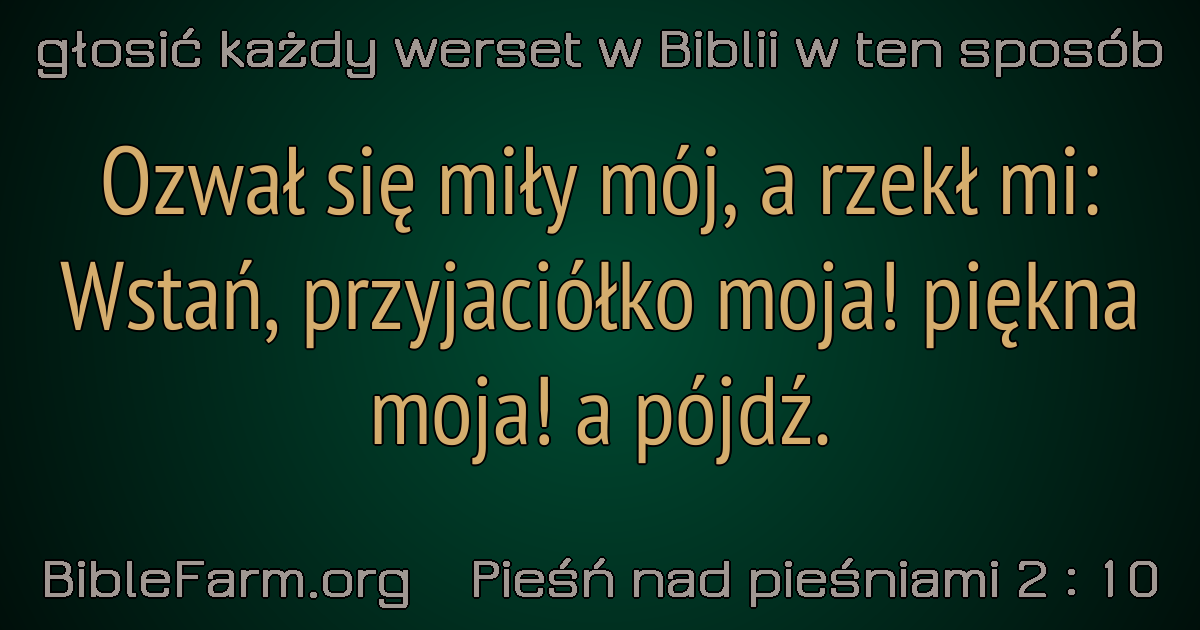 głosić każdy werset w Biblii w ten sposób
Ozwał się miły mój, a rzekł mi:
Wstań, przyjaciółko moja! piękna
moja! a pójdź.
BibleFarm.org Pieśń nad pieśniami 2 : 10